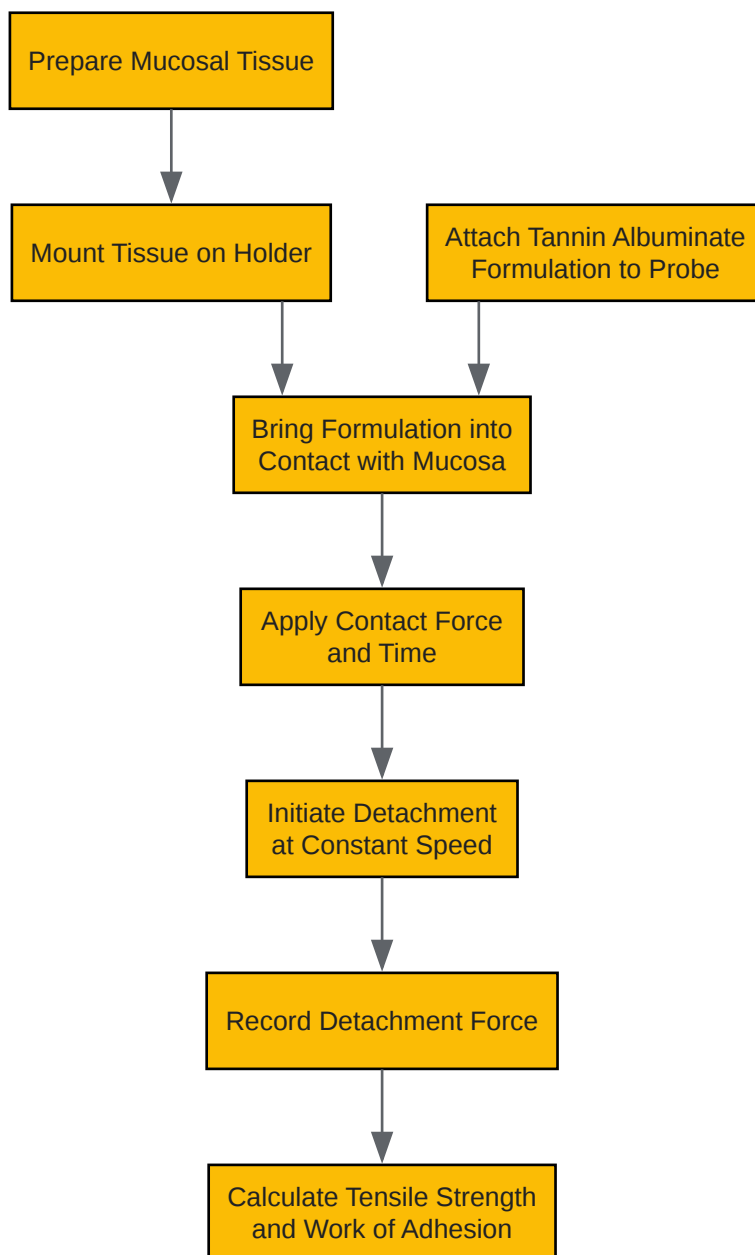 Prepare Mucosal Tissue
Mount Tissue on Holder
Attach Tannin Albuminate
Formulation to Probe
Bring Formulation into
Contact with Mucosa
Apply Contact Force
and Time
Initiate Detachment
at Constant Speed
Record Detachment Force
Calculate Tensile Strength
and Work of Adhesion